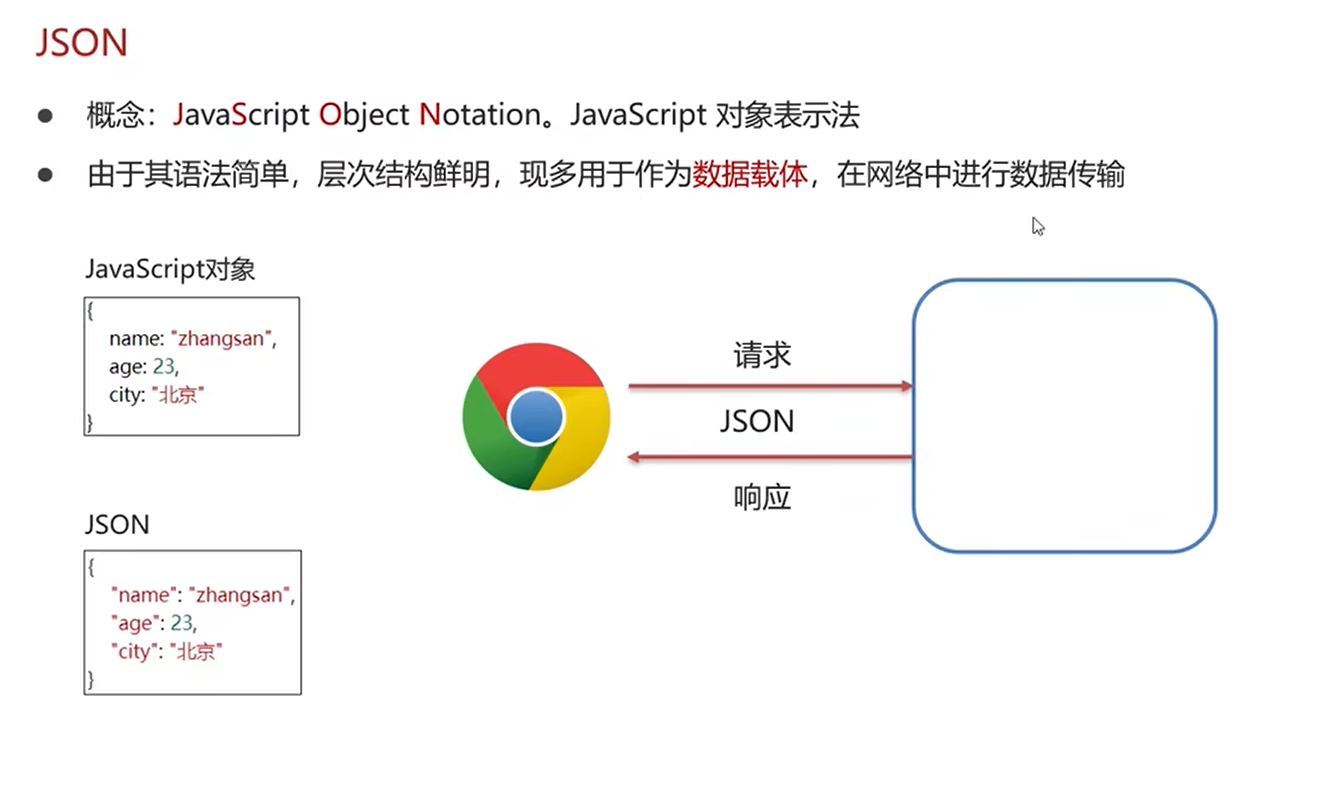 JSON
概念：JavaScript Object Notation。JavaScript 对象表示法
由于其语法简单，层次结构鲜明，现多用于作为数据载体，在网络中进行数据传输
JavaScript对象
{
name: "zhangsan",
age: 23,
city: "北京"
}
请求
JSON
响应
JSON
{
"name": "zhangsan",
"age": 23,
"city": "北京"
}